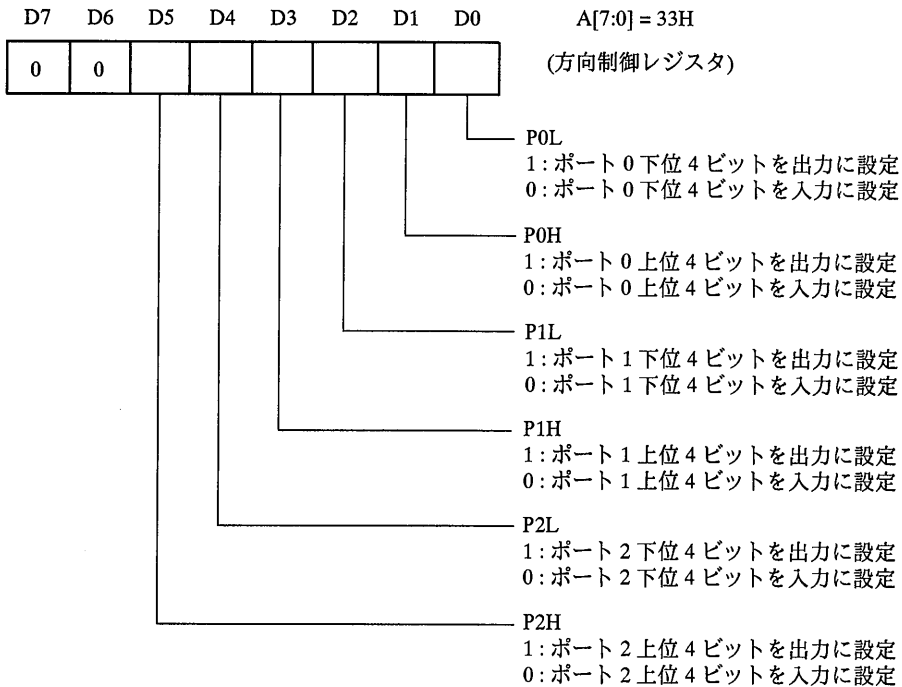 D7 D6 D5 D4 D3 D2 D1 D0 A[7:0] = 33H
0 0 (方向制御レジスタ)
P0L
1 : ポート 0 下位 4 ビットを出力に設定
0 : ポート 0 下位 4 ビットを入力に設定
P0H
1 : ポート 0 上位 4 ビットを出力に設定
0 : ポート 0 上位 4 ビットを入力に設定
P1L
1 : ポート 1 下位 4 ビットを出力に設定
0 : ポート 1 下位 4 ビットを入力に設定
P1H
1 : ポート 1 上位 4 ビットを出力に設定
0 : ポート 1 上位 4 ビットを入力に設定
P2L
1 : ポート 2 下位 4 ビットを出力に設定
0 : ポート 2 下位 4 ビットを入力に設定
P2H
1 : ポート 2 上位 4 ビットを出力に設定
0 : ポート 2 上位 4 ビットを入力に設定